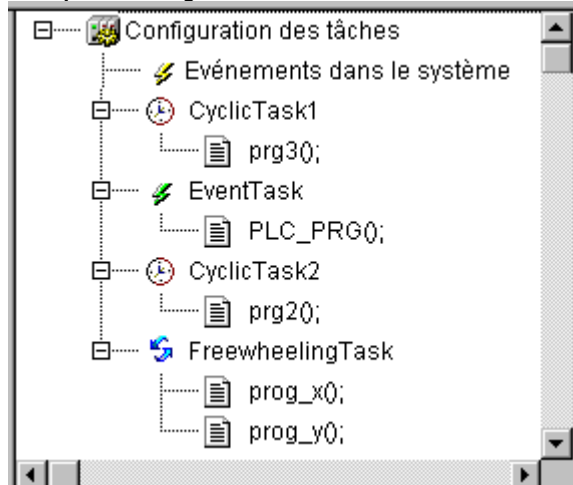 Configuration des tâches
Evénements dans le système
CyclicTask1
prg3();
EventTask
PLC_PRG();
CyclicTask2
prg2();
FreewheelingTask
prog_x();
prog_y();